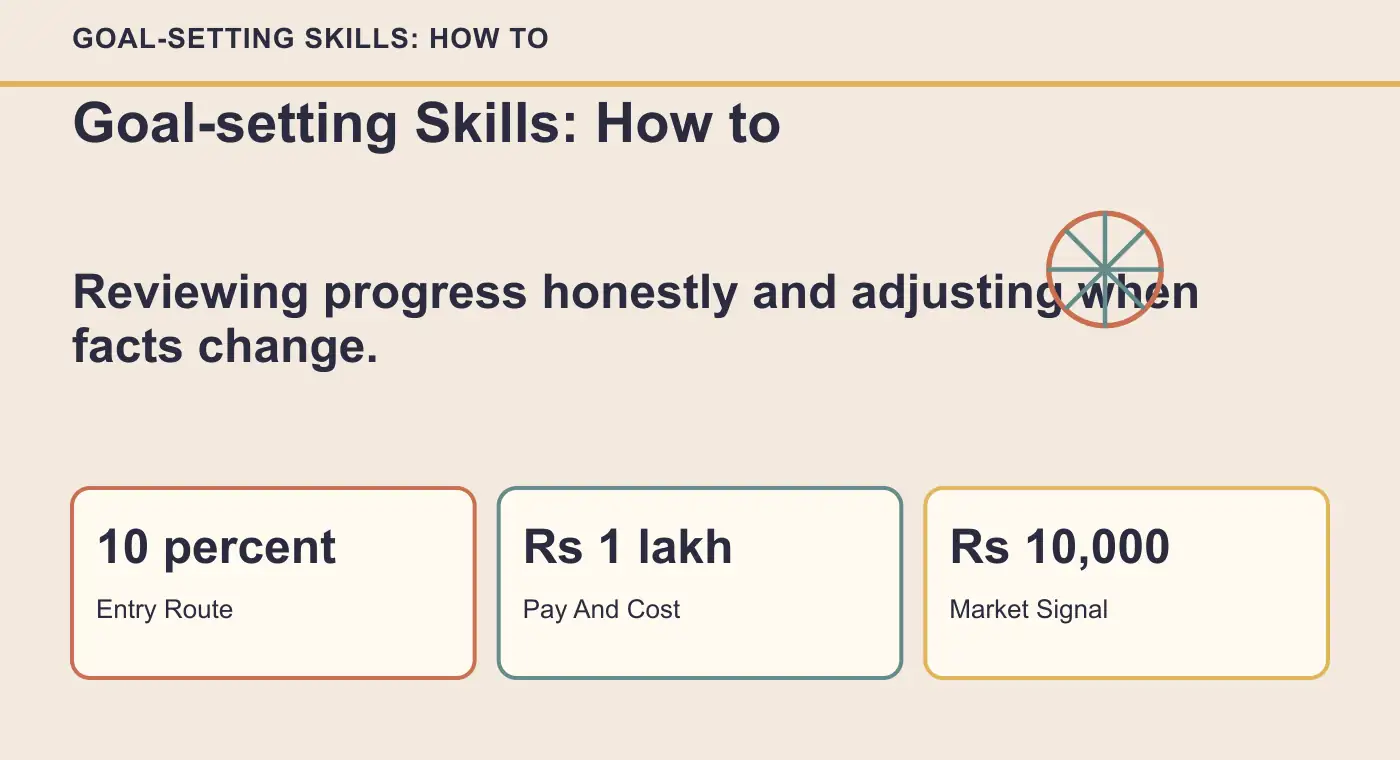 GOAL-SETTING SKILLS: HOW TO
Goal-setting Skills: How to
Reviewing progress honestly and adjusting when
facts change.
10 percent
Entry Route
Rs 1 lakh
Pay And Cost
Rs 10,000
Market Signal